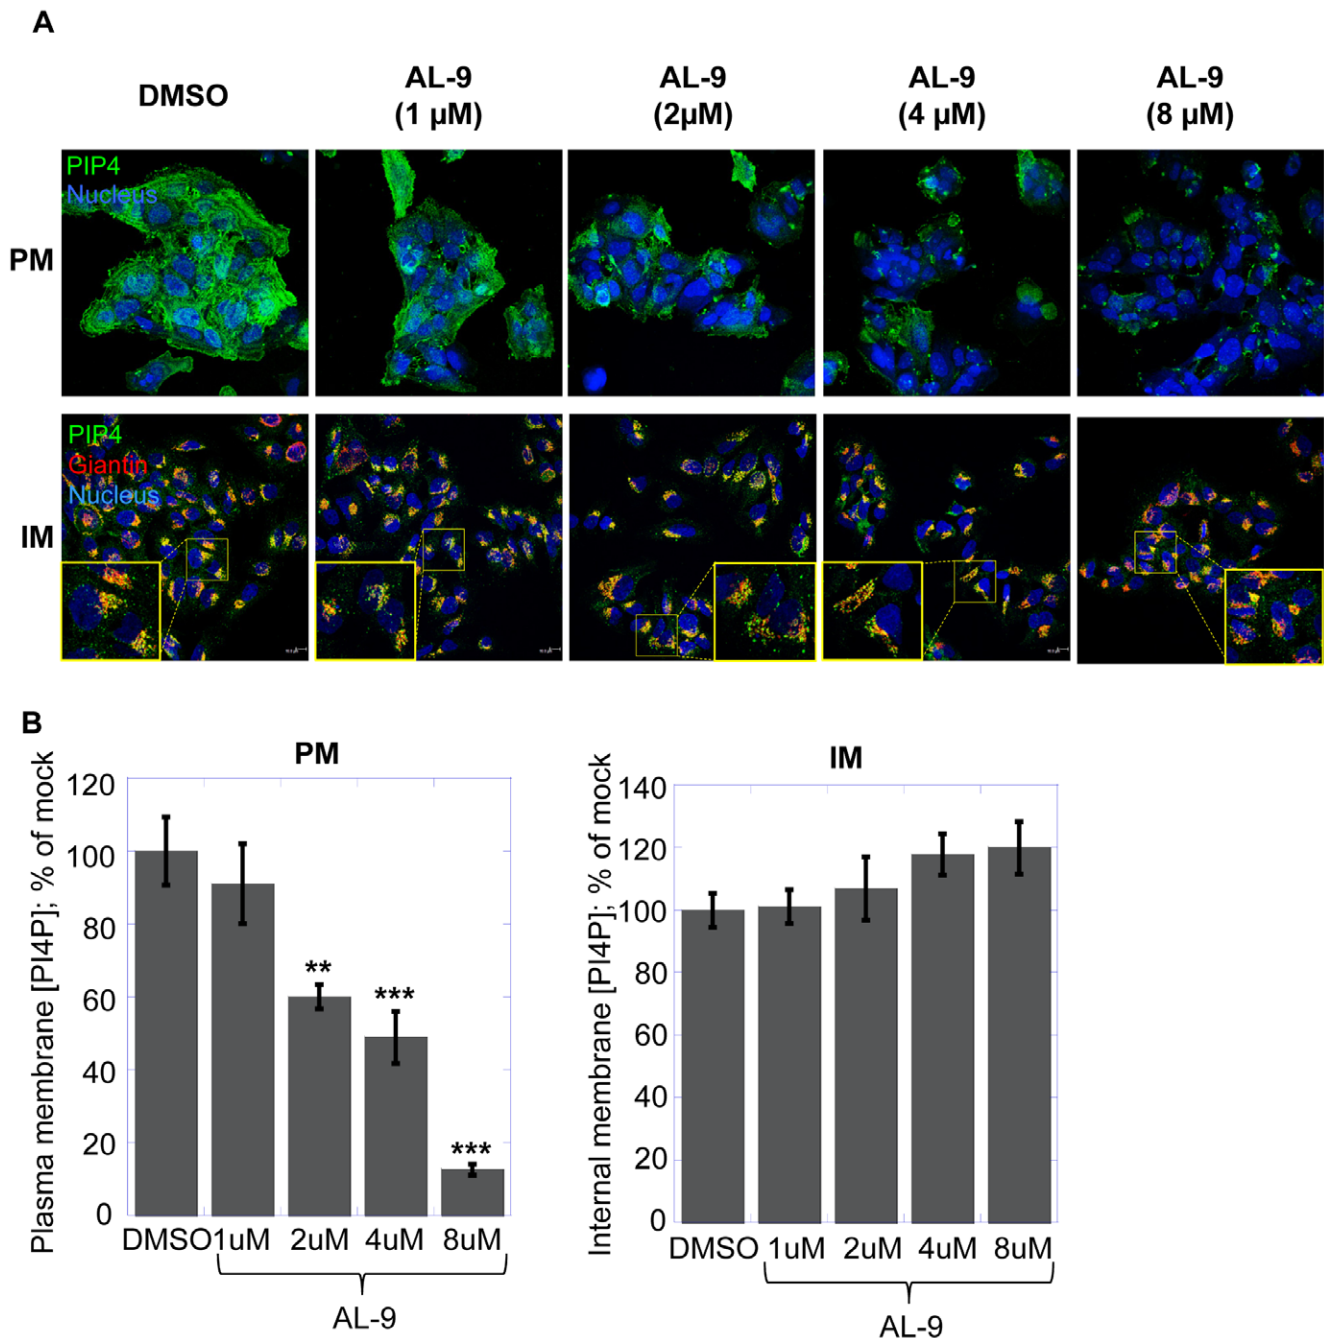 A
DMSO
AL-9
(1 µM)
AL-9
(2µM)
AL-9
(4 µM)
AL-9
(8 µM)
PM
PIP4
Nucleus
IM
PIP4
Giantin
Nucleus
B
PM
Plasma membrane [PI4P]; % of mock
120
100
80
60
40
20
0
**
***
***
DMSO 1uM 2uM 4uM 8uM
AL-9
IM
Internal membrane [PI4P]; % of mock
140
120
100
80
60
40
20
0
DMSO 1uM 2uM 4uM 8uM
AL-9